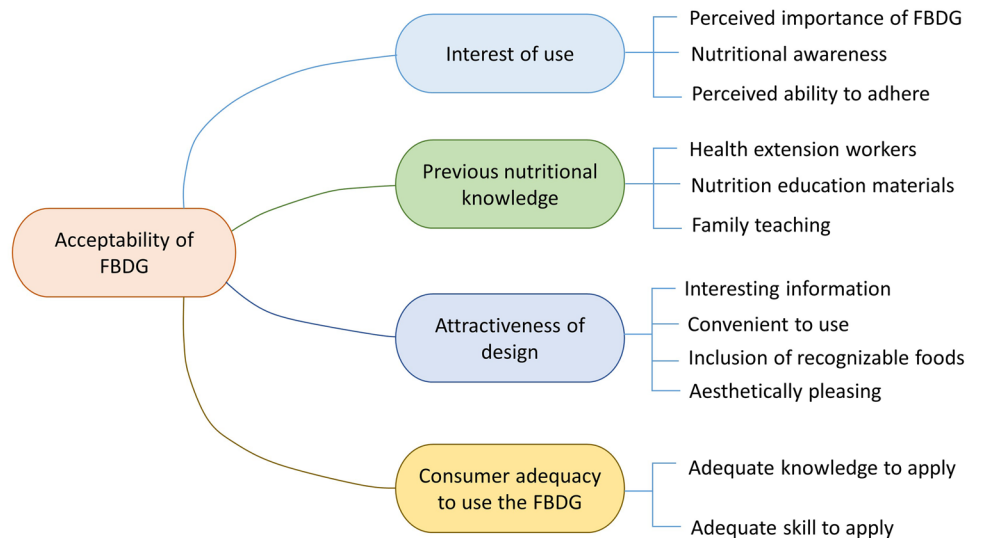 Acceptability of
FBDG
Interest of use
Perceived importance of FBDG
Nutritional awareness
Perceived ability to adhere
Previous nutritional
knowledge
Health extension workers
Nutrition education materials
Family teaching
Attractiveness of
design
Interesting information
Convenient to use
Inclusion of recognizable foods
Aesthetically pleasing
Consumer adequacy
to use the FBDG
Adequate knowledge to apply
Adequate skill to apply